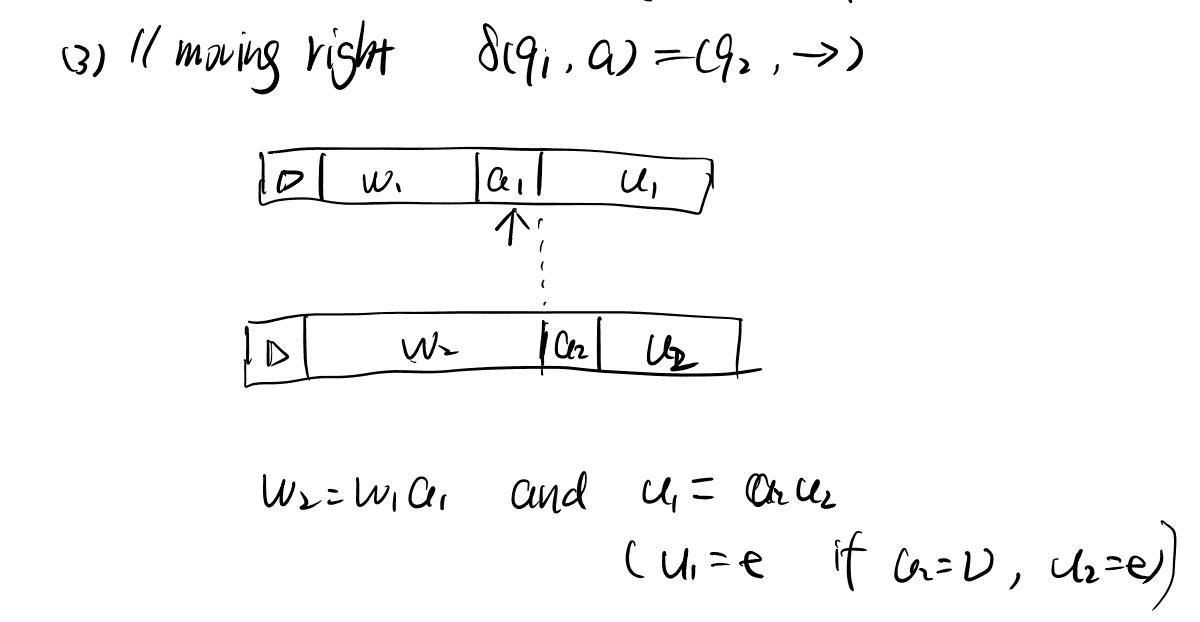 (3) // moving right δ(q₁, a) = (q₂, →)
▷ w₁ a₁ u₁
↑
▷ w₂ a₂ u₂
w₂ = w₁a₁ and u₁ = a₂u₂
(u₁ = e if a₂ = ⊔, u₂ = e)